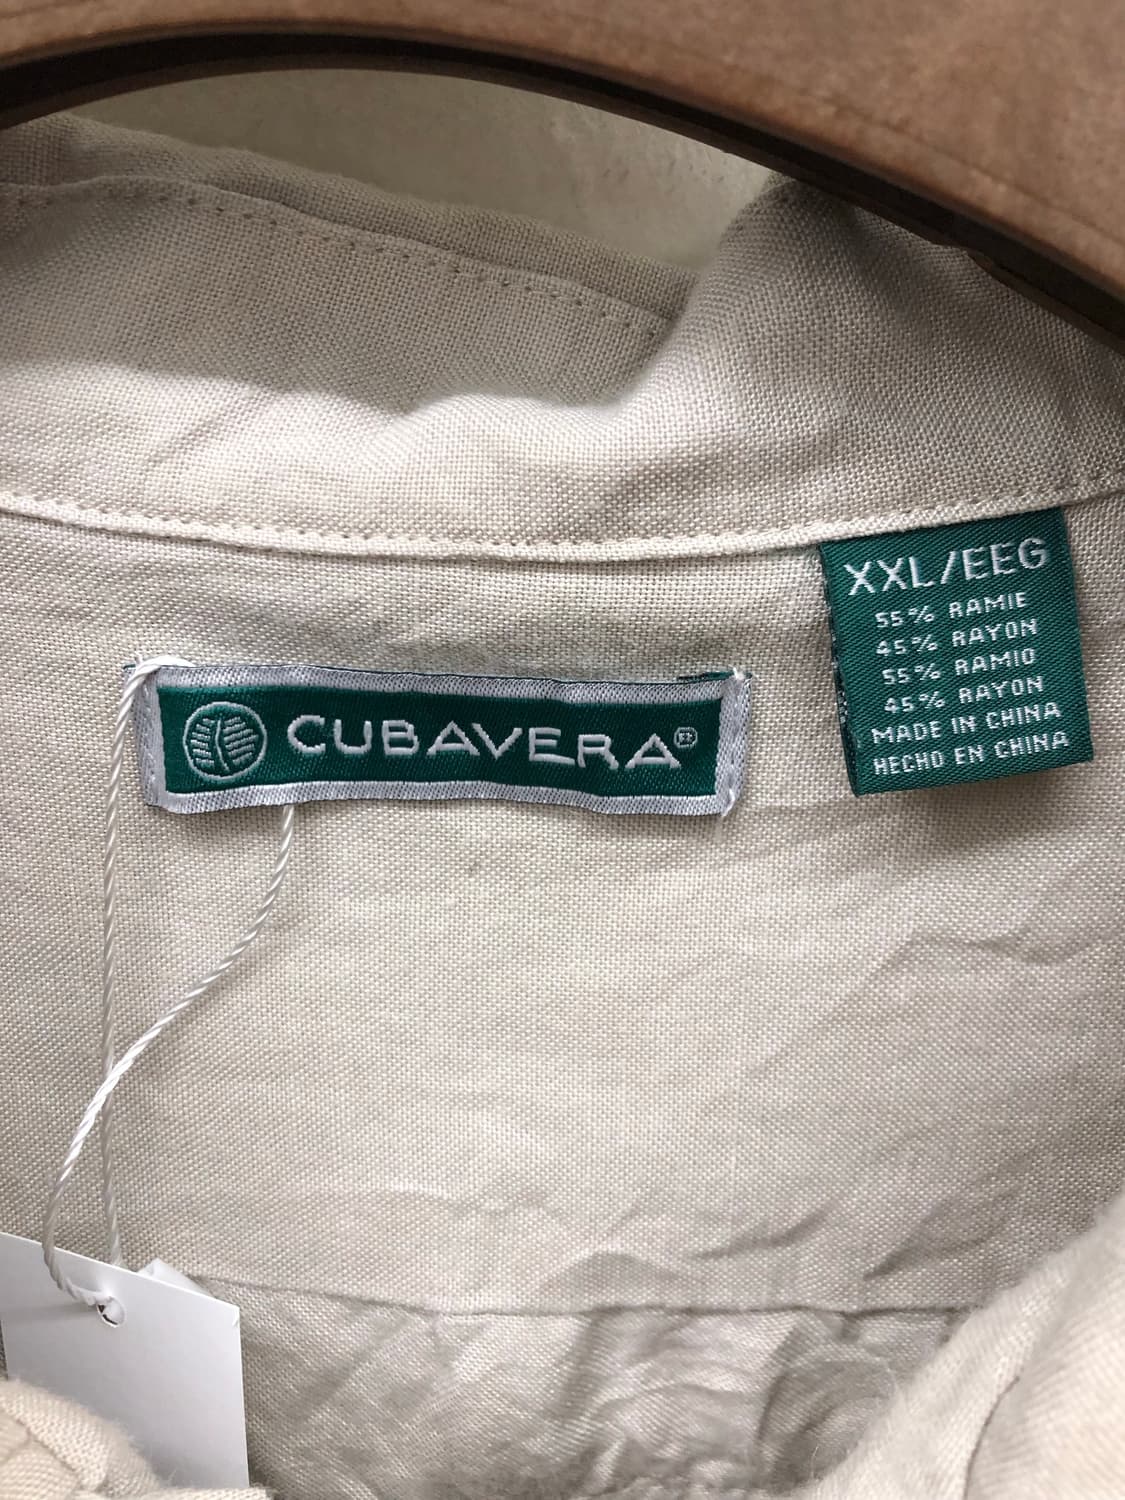 CUBAVERA®
XXL/EEG
55% RAMIE
45% RAYON
55% RAMIO
45% RAYON
MADE IN CHINA
HECHO EN CHINA